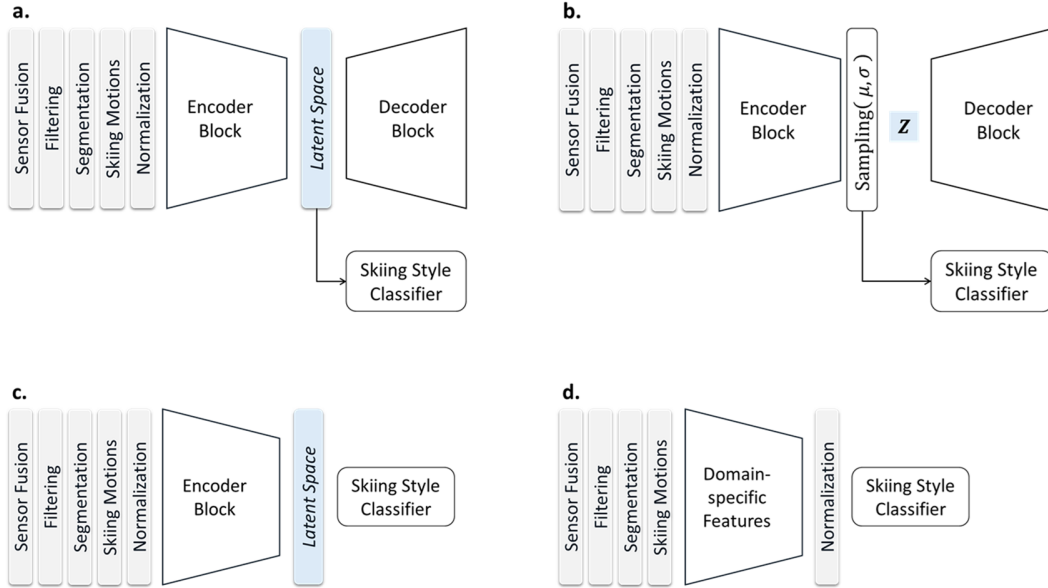 a.
Sensor Fusion
Filtering
Segmentation
Skiing Motions
Normalization
Encoder
Block
Latent Space
Decoder
Block
Skiing Style
Classifier
b.
Sensor Fusion
Filtering
Segmentation
Skiing Motions
Normalization
Encoder
Block
Sampling( μ, σ )
Z
Decoder
Block
Skiing Style
Classifier
c.
Sensor Fusion
Filtering
Segmentation
Skiing Motions
Normalization
Encoder
Block
Latent Space
Skiing Style
Classifier
d.
Sensor Fusion
Filtering
Segmentation
Skiing Motions
Domain-
specific
Features
Normalization
Skiing Style
Classifier